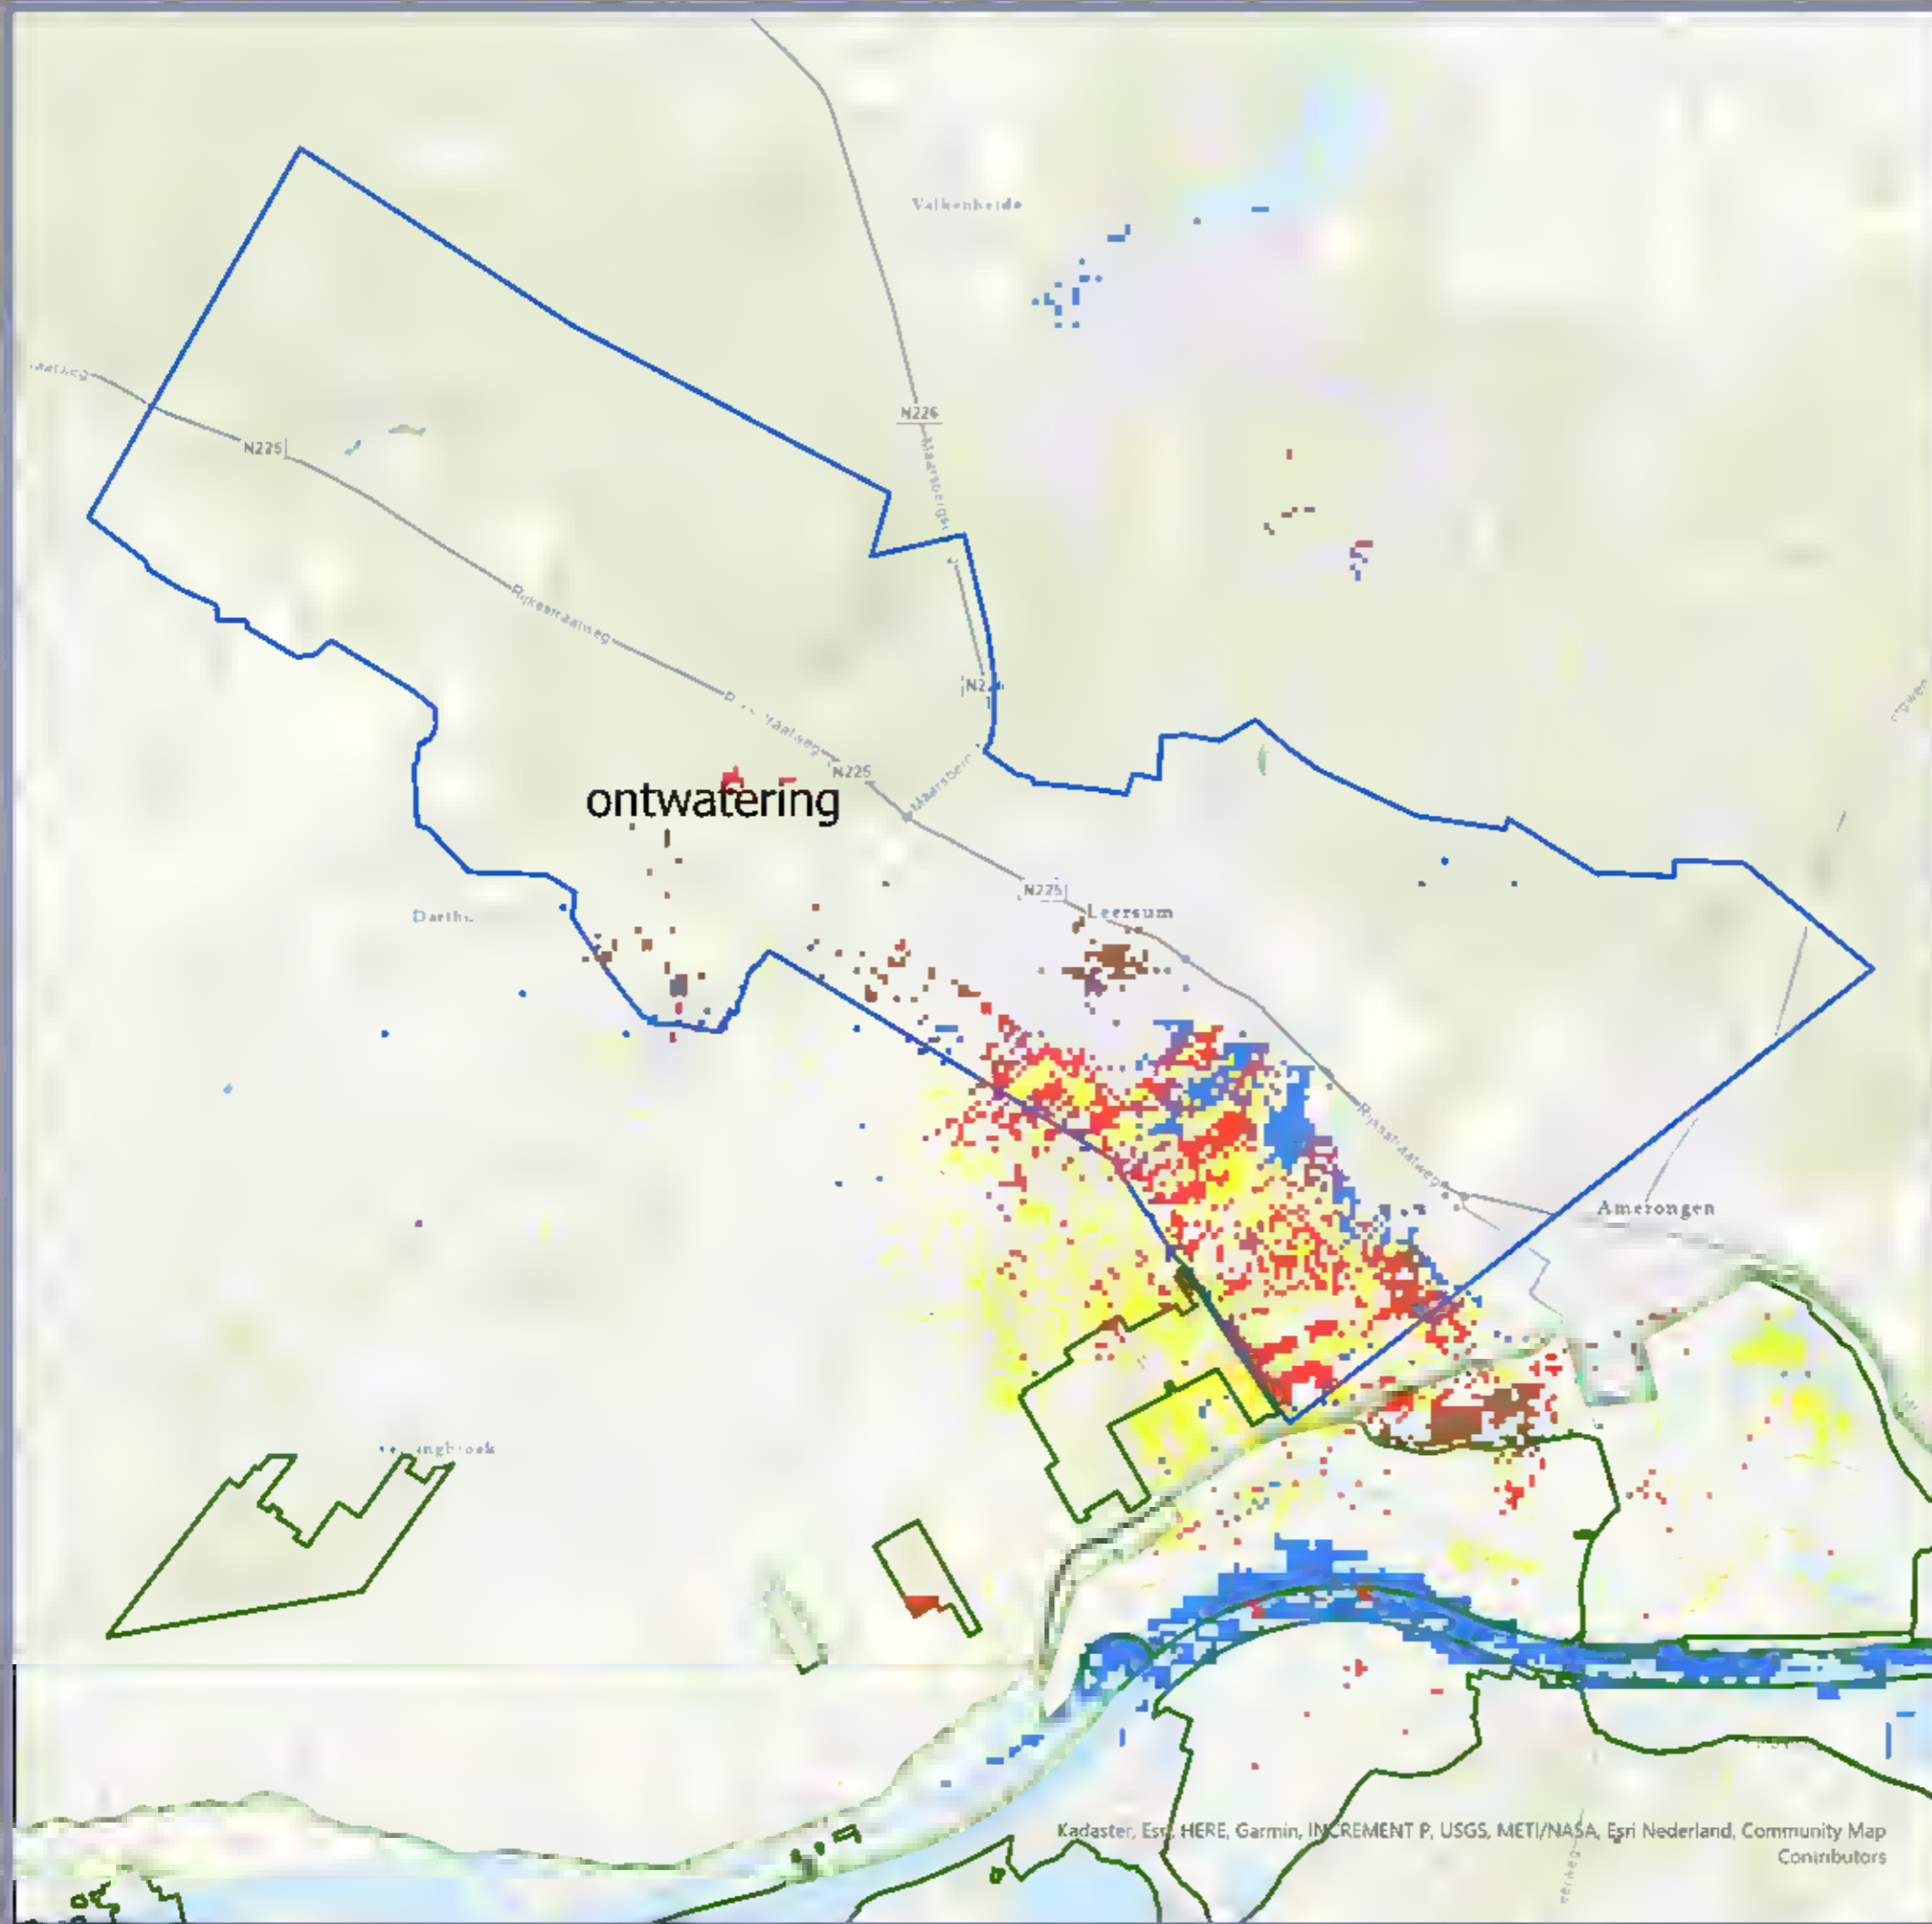 Valkenheide
N226
Maarsbergs
N225
Rijksstraatweg
N225
ontwatering
N225
Leersum
Rijksstraatweg
Amerongen
Kadaster, Esri, HERE, Garmin, INCREMENT P, USGS, METI/NASA, Esri Nederland, Community Map
Contributors